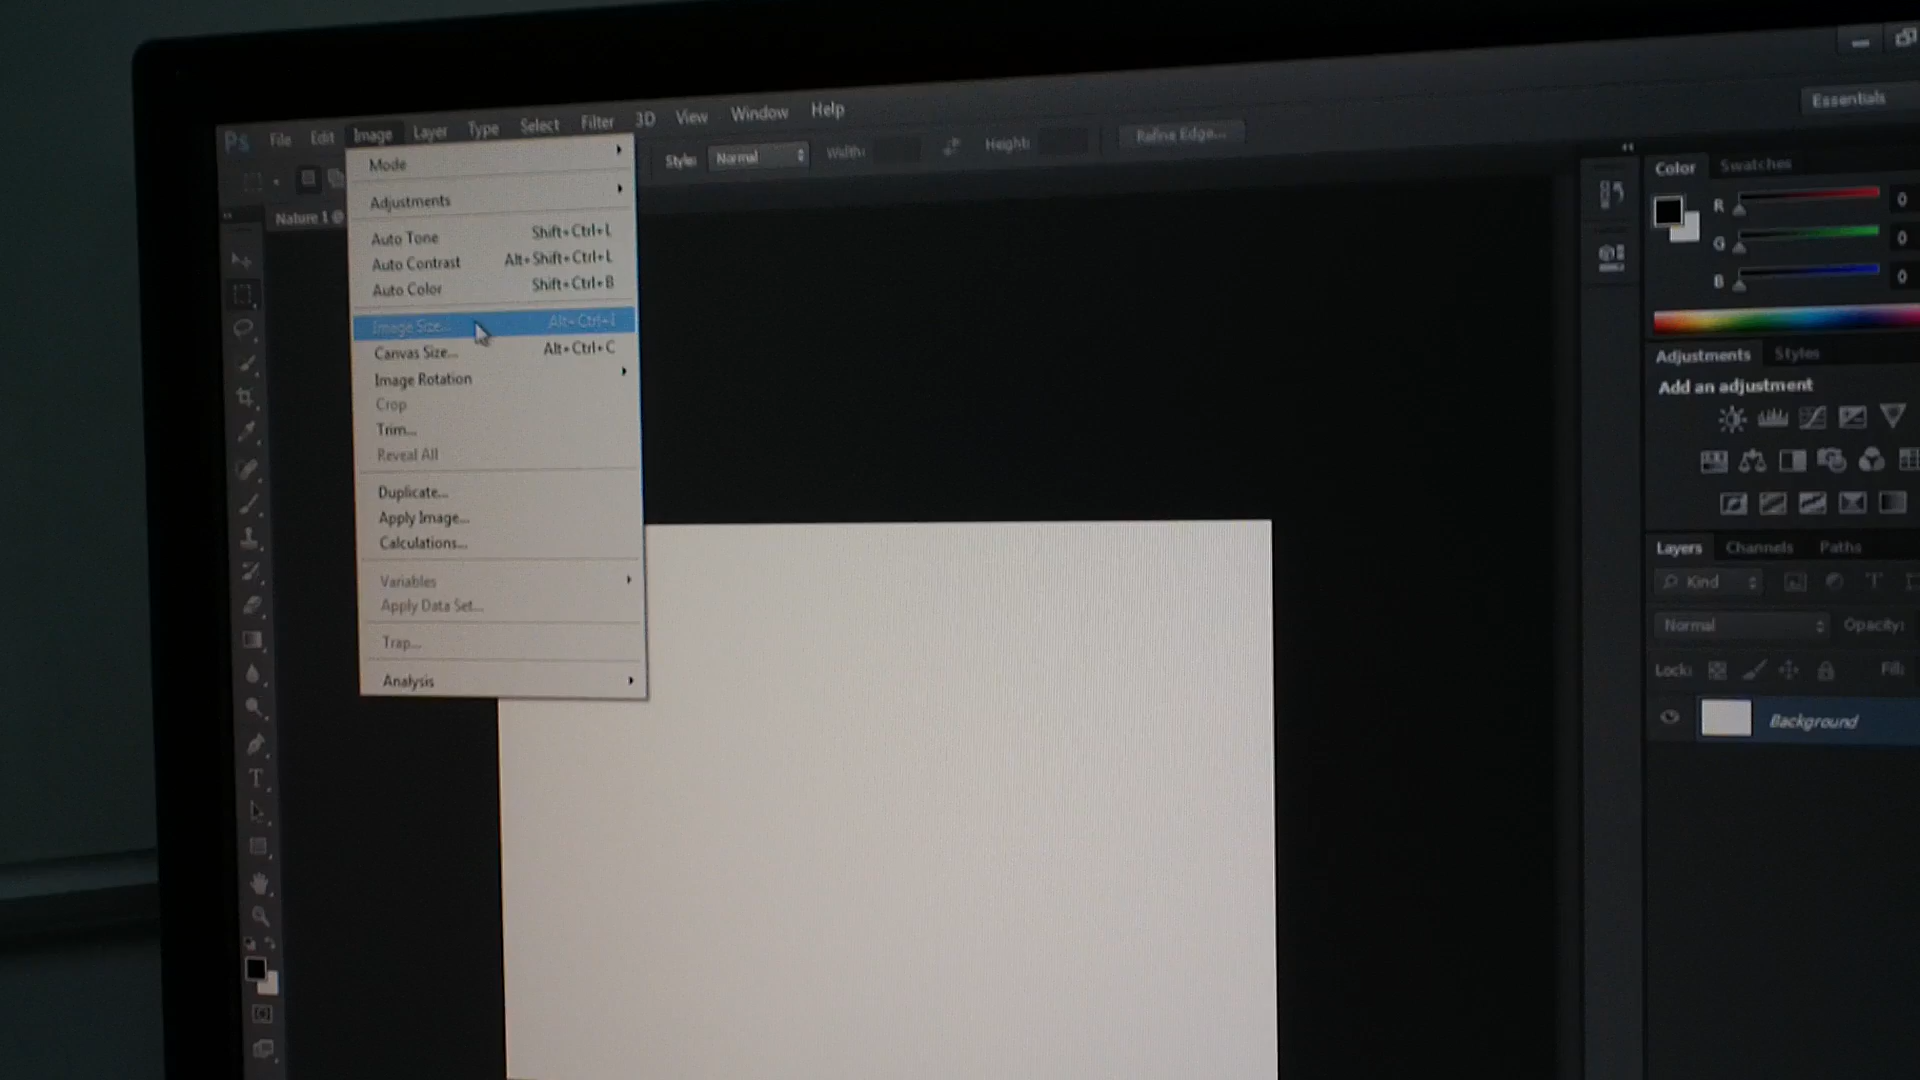 Ps File Edit Image Layer Type Select Filter 3D View Window Help
Essentials
Style: Normal Width: Height: Refine Edge...
Nature 1 @
Mode
Adjustments
Auto Tone Shift+Ctrl+L
Auto Contrast Alt+Shift+Ctrl+L
Auto Color Shift+Ctrl+B
Image Size... Alt+Ctrl+I
Canvas Size... Alt+Ctrl+C
Image Rotation
Crop
Trim...
Reveal All
Duplicate...
Apply Image...
Calculations...
Variables
Apply Data Set...
Trap...
Analysis
T
Color Swatches
R 0
G 0
B 0
Adjustments Styles
Add an adjustment
Layers Channels Paths
Kind T
Normal Opacity:
Lock: Fill:
Background